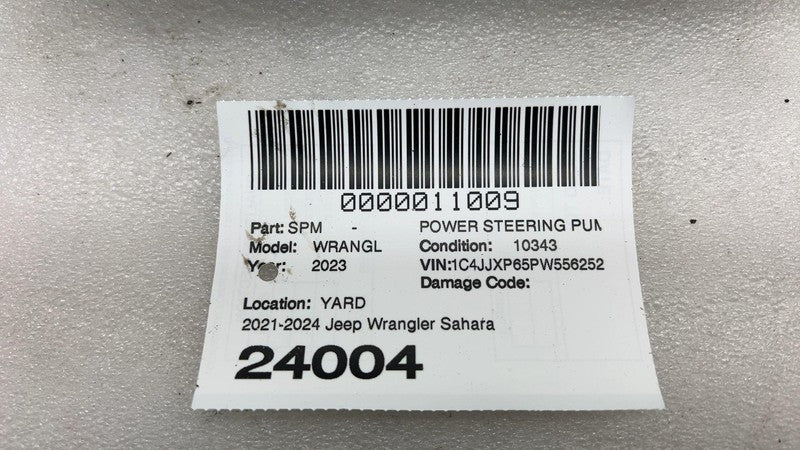 0000011009
Part: SPM - POWER STEERING PUM
Model: WRANGL Condition: 10343
Year: 2023 VIN:1C4JJXP65PW556252
Damage Code:
Location: YARD
2021-2024 Jeep Wrangler Sahara
24004